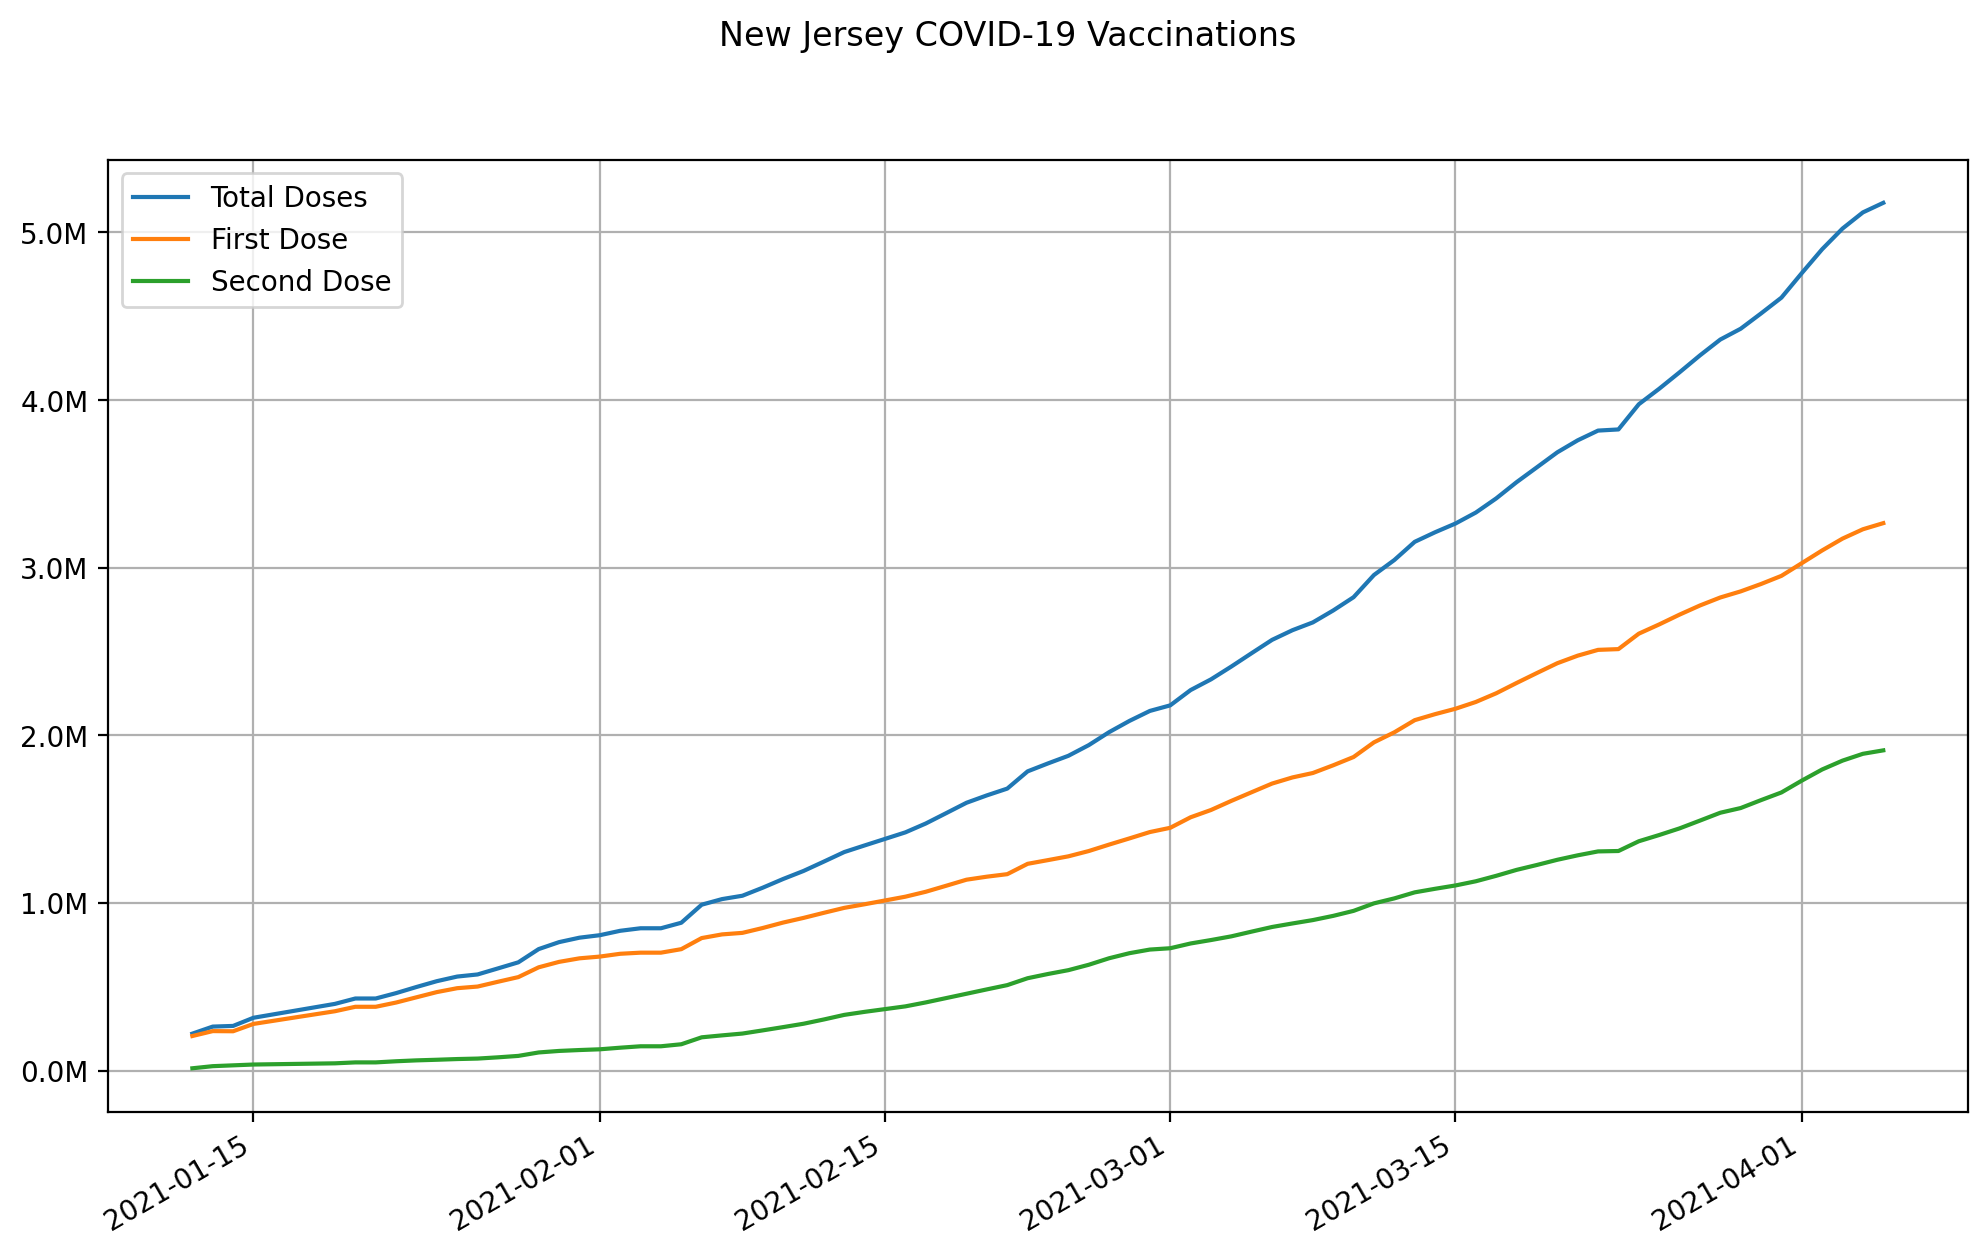 New Jersey COVID-19 Vaccinations
Total Doses
First Dose
Second Dose
5.0M
4.0M
3.0M
2.0M
1.0M
0.0M
2021-01-15
2021-02-01
2021-02-15
2021-03-01
2021-03-15
2021-04-01